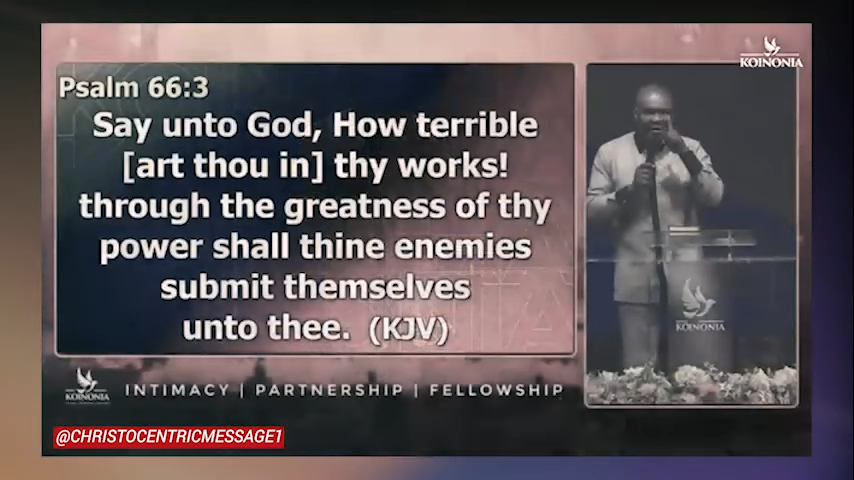 KOINONIA
Psalm 66:3
Say unto God, How terrible
[art thou in] thy works!
through the greatness of thy
power shall thine enemies
submit themselves
unto thee. (KJV)
KOINONIA
KOINONIA
INTIMACY | PARTNERSHIP | FELLOWSHIP
@CHRISTOCENTRICMESSAGE1